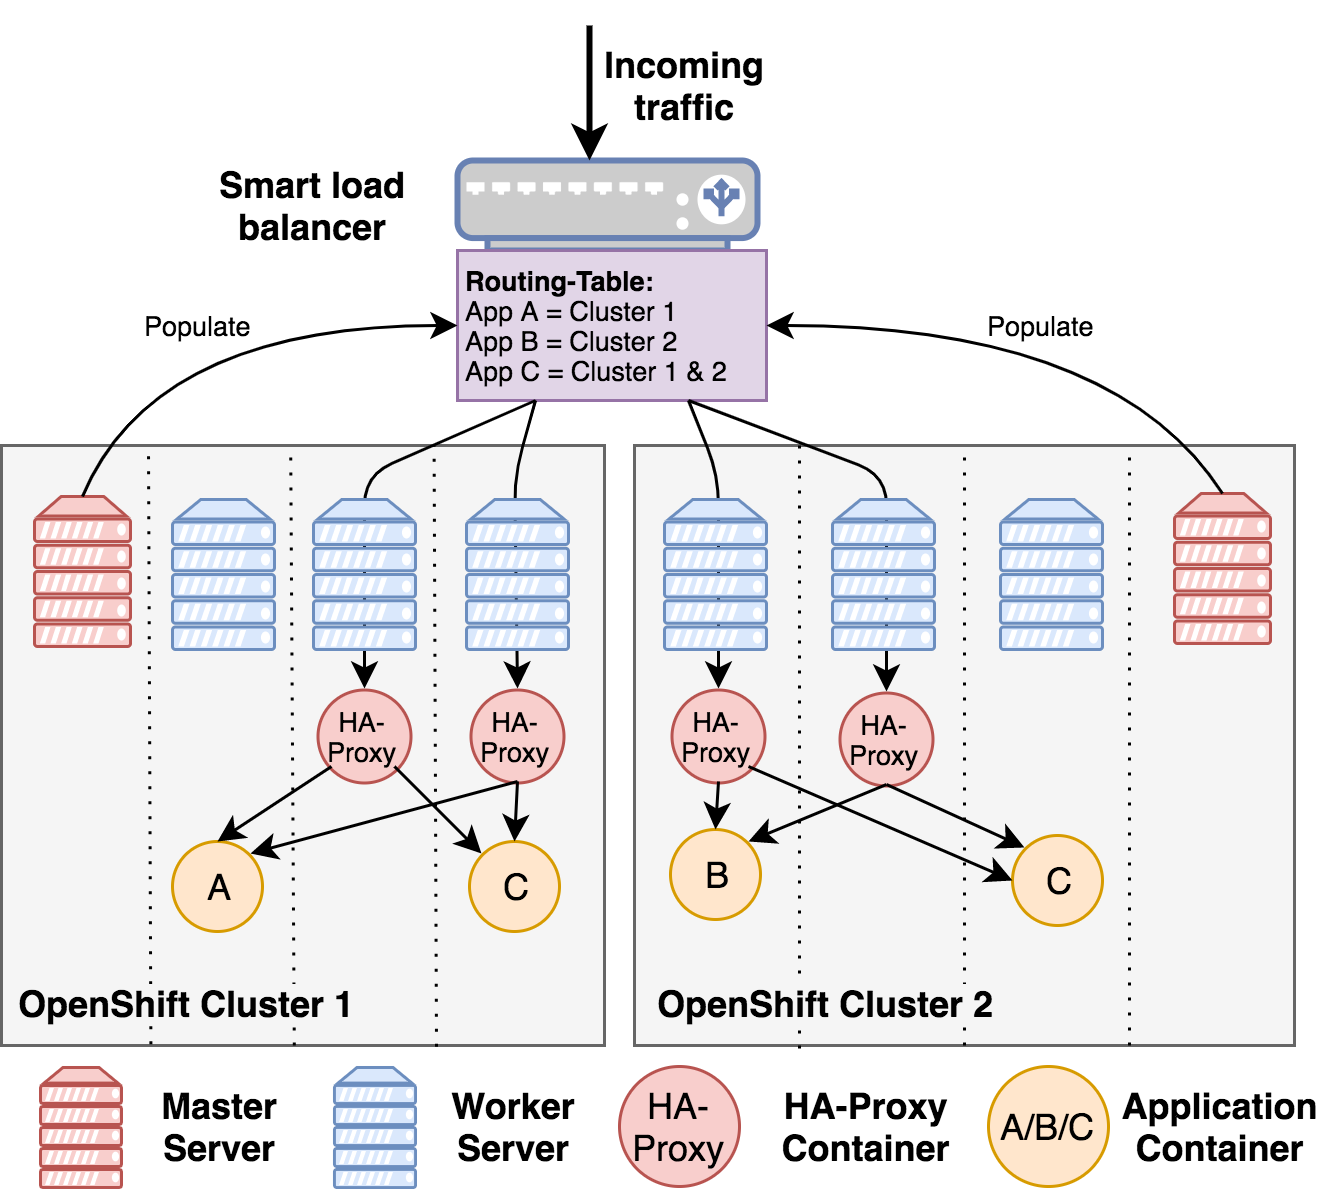 Incoming
traffic
Smart load
balancer
Routing-Table:
App A = Cluster 1
App B = Cluster 2
App C = Cluster 1 & 2
Populate
Populate
HA-
Proxy
HA-
Proxy
HA-
Proxy
HA-
Proxy
A
C
B
C
OpenShift Cluster 1
OpenShift Cluster 2
Master
Server
Worker
Server
HA-
Proxy
HA-Proxy
Container
A/B/C
Application
Container